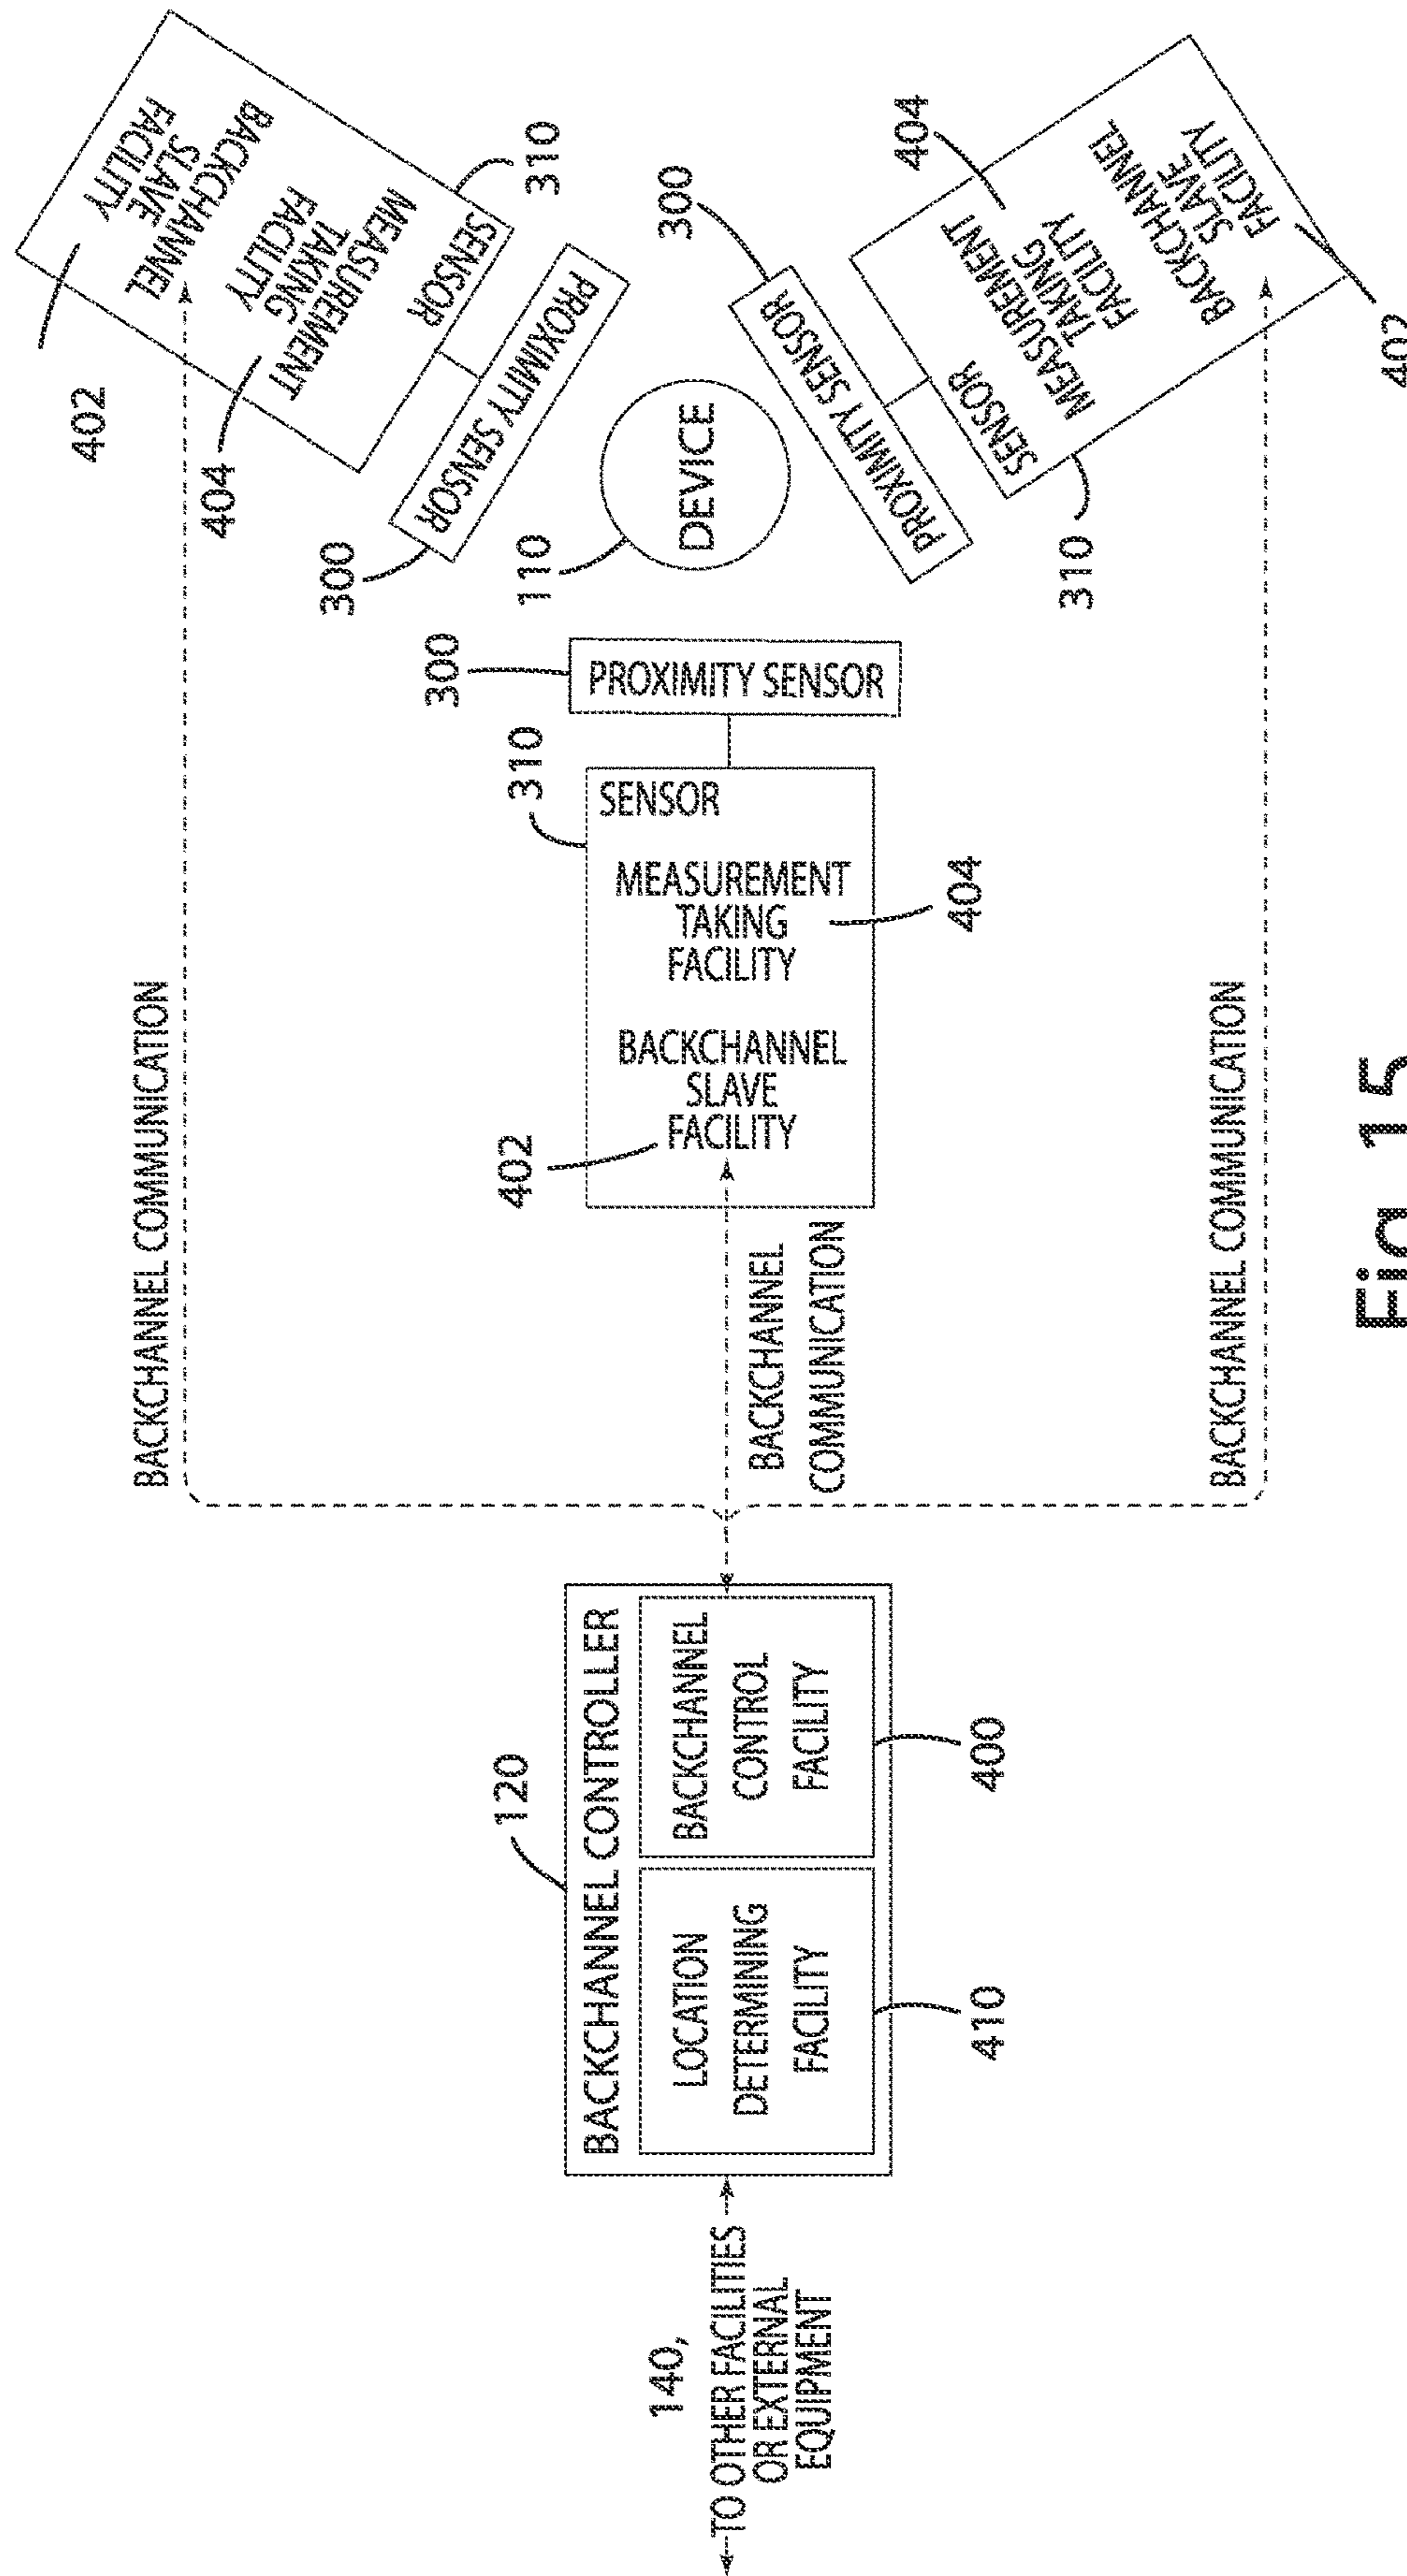 140,
TO OTHER FACILITIES
OR EXTERNAL
EQUIPMENT
120
BACKCHANNEL CONTROLLER
LOCATION
DETERMINING
FACILITY
410
BACKCHANNEL
CONTROL
FACILITY
400
BACKCHANNEL COMMUNICATION
BACKCHANNEL
COMMUNICATION
BACKCHANNEL COMMUNICATION
310
SENSOR
MEASUREMENT
TAKING
FACILITY
404
BACKCHANNEL
SLAVE
FACILITY
402
300
PROXIMITY SENSOR
110
DEVICE
402
BACKCHANNEL
SLAVE
FACILITY
404
MEASUREMENT
TAKING
FACILITY
SENSOR
310
300
PROXIMITY SENSOR
300
PROXIMITY SENSOR
SENSOR
310
MEASUREMENT
TAKING
FACILITY
404
BACKCHANNEL
SLAVE
FACILITY
402
Fig 15